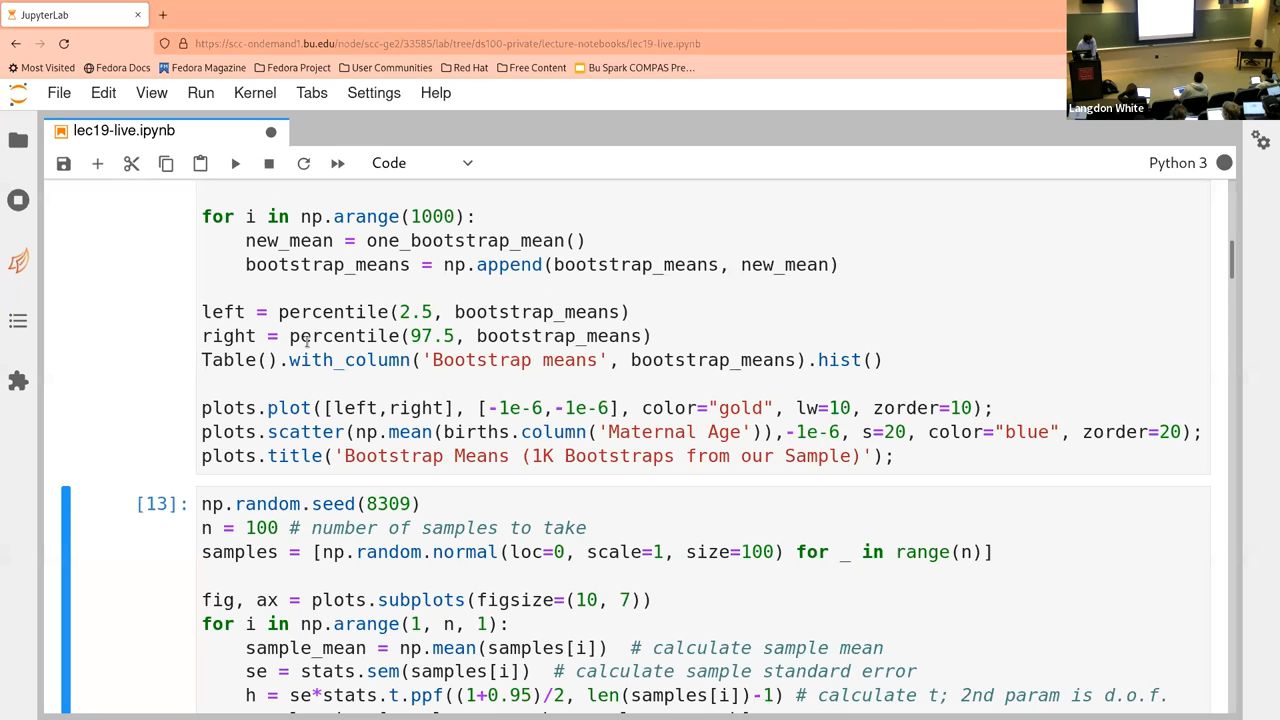 JupyterLab
https://scc-ondemand1.bu.edu/node/scc-ge2/33585/lab/tree/ds100-private/lecture-notebooks/lec19-live.ipynb
Most Visited Fedora Docs Fedora Magazine Fedora Project User Communities Red Hat Free Content Bu Spark COMPAS Pre...
Langdon White
File Edit View Run Kernel Tabs Settings Help
lec19-live.ipynb
Code Python 3
for i in np.arange(1000):
new_mean = one_bootstrap_mean()
bootstrap_means = np.append(bootstrap_means, new_mean)
left = percentile(2.5, bootstrap_means)
right = percentile(97.5, bootstrap_means)
Table().with_column('Bootstrap means', bootstrap_means).hist()
plots.plot([left,right], [-1e-6,-1e-6], color="gold", lw=10, zorder=10);
plots.scatter(np.mean(births.column('Maternal Age')),-1e-6, s=20, color="blue", zorder=20);
plots.title('Bootstrap Means (1K Bootstraps from our Sample)');
[13]: np.random.seed(8309)
n = 100 # number of samples to take
samples = [np.random.normal(loc=0, scale=1, size=100) for _ in range(n)]
fig, ax = plots.subplots(figsize=(10, 7))
for i in np.arange(1, n, 1):
sample_mean = np.mean(samples[i]) # calculate sample mean
se = stats.sem(samples[i]) # calculate sample standard error
h = se*stats.t.ppf((1+0.95)/2, len(samples[i])-1) # calculate t; 2nd param is d.o.f.